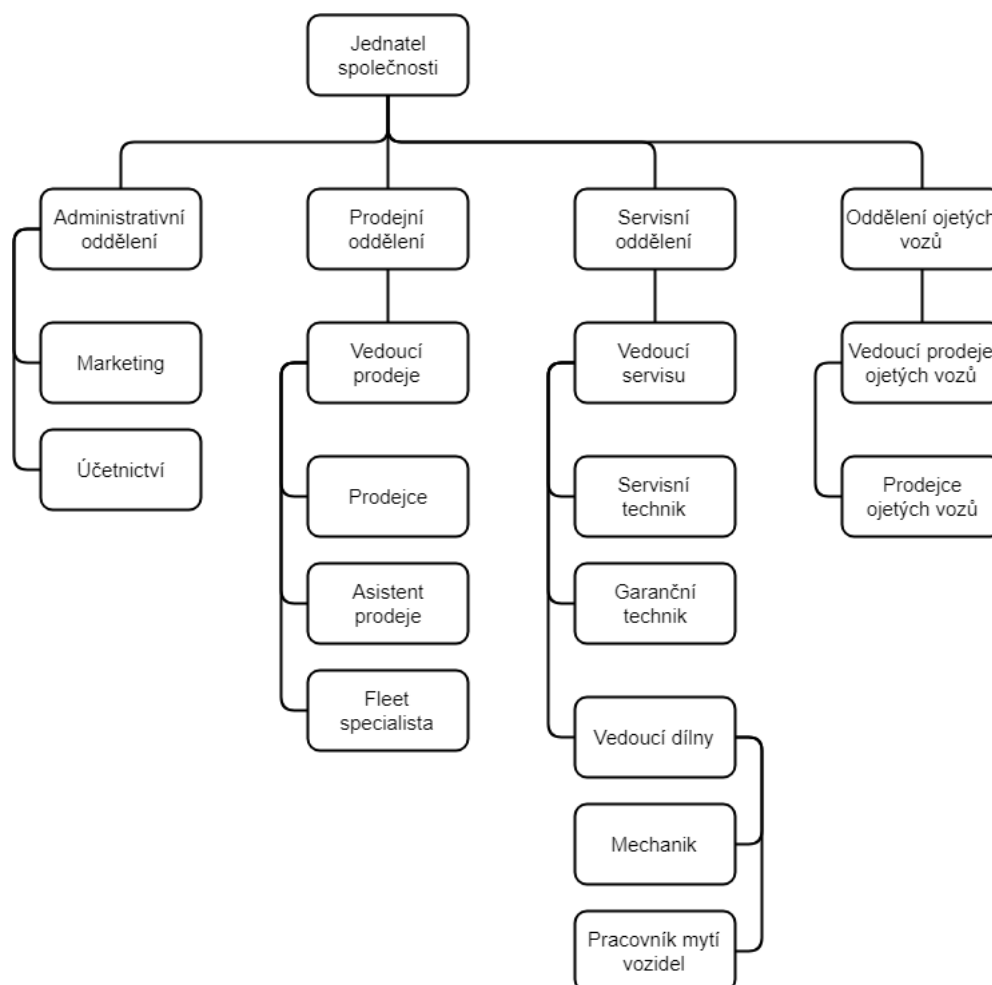 Jednatel
společnosti
Administrativní
oddělení
Prodejní
oddělení
Servisní
oddělení
Oddělení ojetých
vozů
Marketing
Vedoucí
prodeje
Vedoucí
servisu
Vedoucí prodeje
ojetých vozů
Účetnictví
Prodejce
Servisní
technik
Prodejce
ojetých vozů
Asistent
prodeje
Garanční
technik
Fleet
specialista
Vedoucí dílny
Mechanik
Pracovník mytí
vozidel